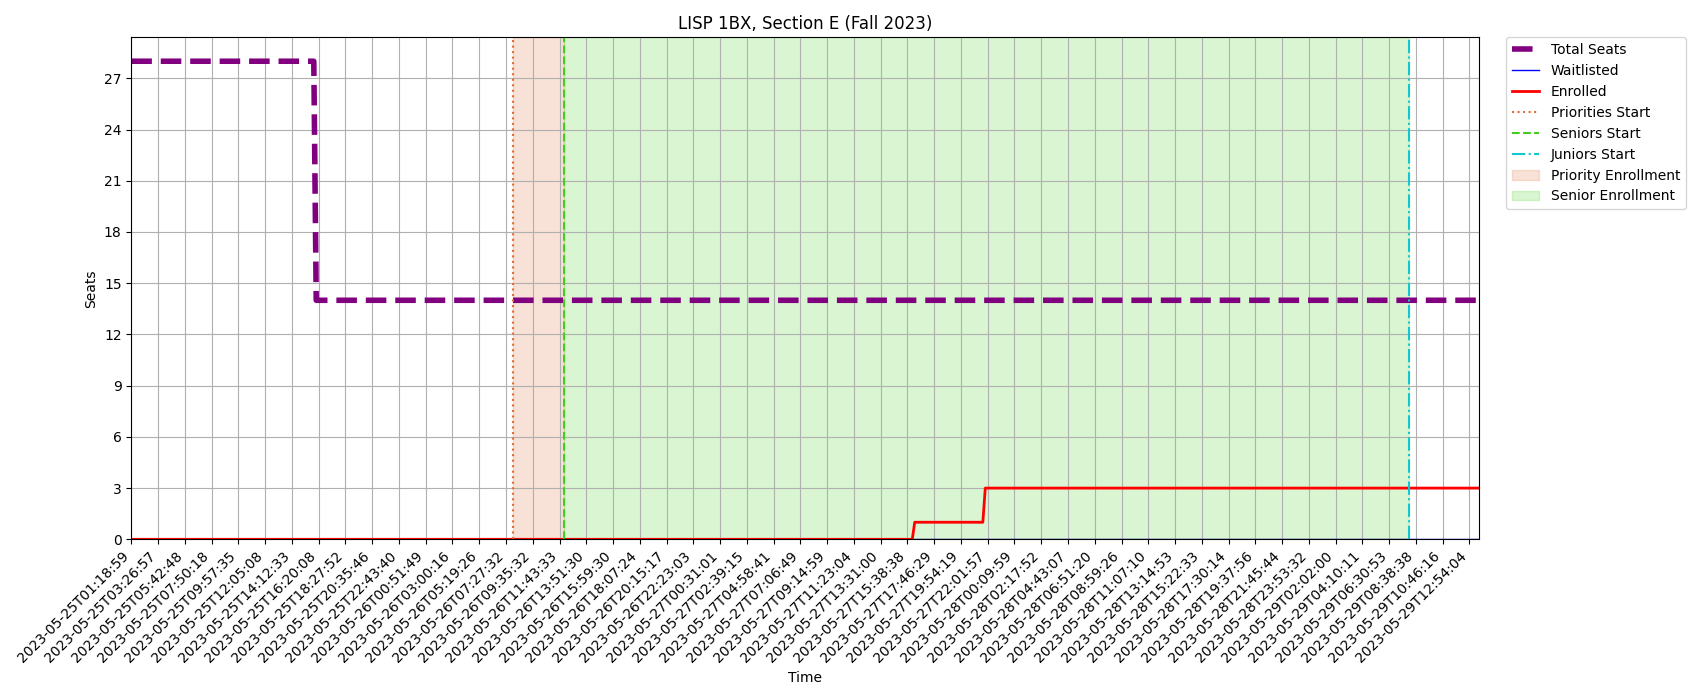 LISP 1BX, Section E (Fall 2023)
Total Seats
Waitlisted
Enrolled
Priorities Start
Seniors Start
Juniors Start
Priority Enrollment
Senior Enrollment
Seats
27
24
21
18
15
12
9
6
3
0
2023-05-25T01:18:59
2023-05-25T03:26:57
2023-05-25T05:42:48
2023-05-25T07:50:18
2023-05-25T09:57:35
2023-05-25T12:05:08
2023-05-25T14:12:33
2023-05-25T16:20:08
2023-05-25T18:27:52
2023-05-25T20:35:46
2023-05-25T22:43:40
2023-05-26T00:51:49
2023-05-26T03:00:16
2023-05-26T05:19:26
2023-05-26T07:27:32
2023-05-26T09:35:32
2023-05-26T11:43:33
2023-05-26T13:51:30
2023-05-26T15:59:30
2023-05-26T18:07:24
2023-05-26T20:15:17
2023-05-26T22:23:03
2023-05-27T00:31:01
2023-05-27T02:39:15
2023-05-27T04:58:41
2023-05-27T07:06:49
2023-05-27T09:14:59
2023-05-27T11:23:04
2023-05-27T13:31:00
2023-05-27T15:38:38
2023-05-27T17:46:29
2023-05-27T19:54:19
2023-05-27T22:01:57
2023-05-28T00:09:59
2023-05-28T02:17:52
2023-05-28T04:43:07
2023-05-28T06:51:20
2023-05-28T08:59:26
2023-05-28T11:07:10
2023-05-28T13:14:53
2023-05-28T15:22:33
2023-05-28T17:30:14
2023-05-28T19:37:56
2023-05-28T21:45:44
2023-05-28T23:53:32
2023-05-29T02:02:00
2023-05-29T04:10:11
2023-05-29T06:30:53
2023-05-29T08:38:38
2023-05-29T10:46:16
2023-05-29T12:54:04
Time